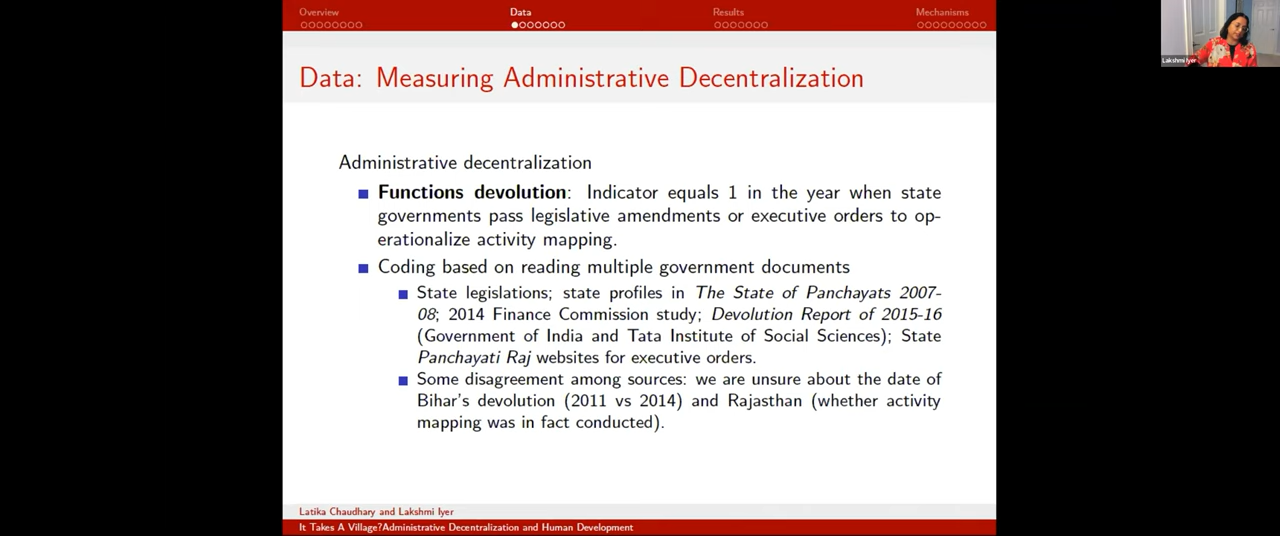 Overview Data Results Mechanisms
Data: Measuring Administrative Decentralization
Administrative decentralization
Functions devolution: Indicator equals 1 in the year when state
governments pass legislative amendments or executive orders to op-
erationalize activity mapping.
Coding based on reading multiple government documents
State legislations; state profiles in The State of Panchayats 2007-
08; 2014 Finance Commission study; Devolution Report of 2015-16
(Government of India and Tata Institute of Social Sciences); State
Panchayati Raj websites for executive orders.
Some disagreement among sources: we are unsure about the date of
Bihar's devolution (2011 vs 2014) and Rajasthan (whether activity
mapping was in fact conducted).
Latika Chaudhary and Lakshmi Iyer
It Takes A Village?Administrative Decentralization and Human Development
Lakshmi Iyer